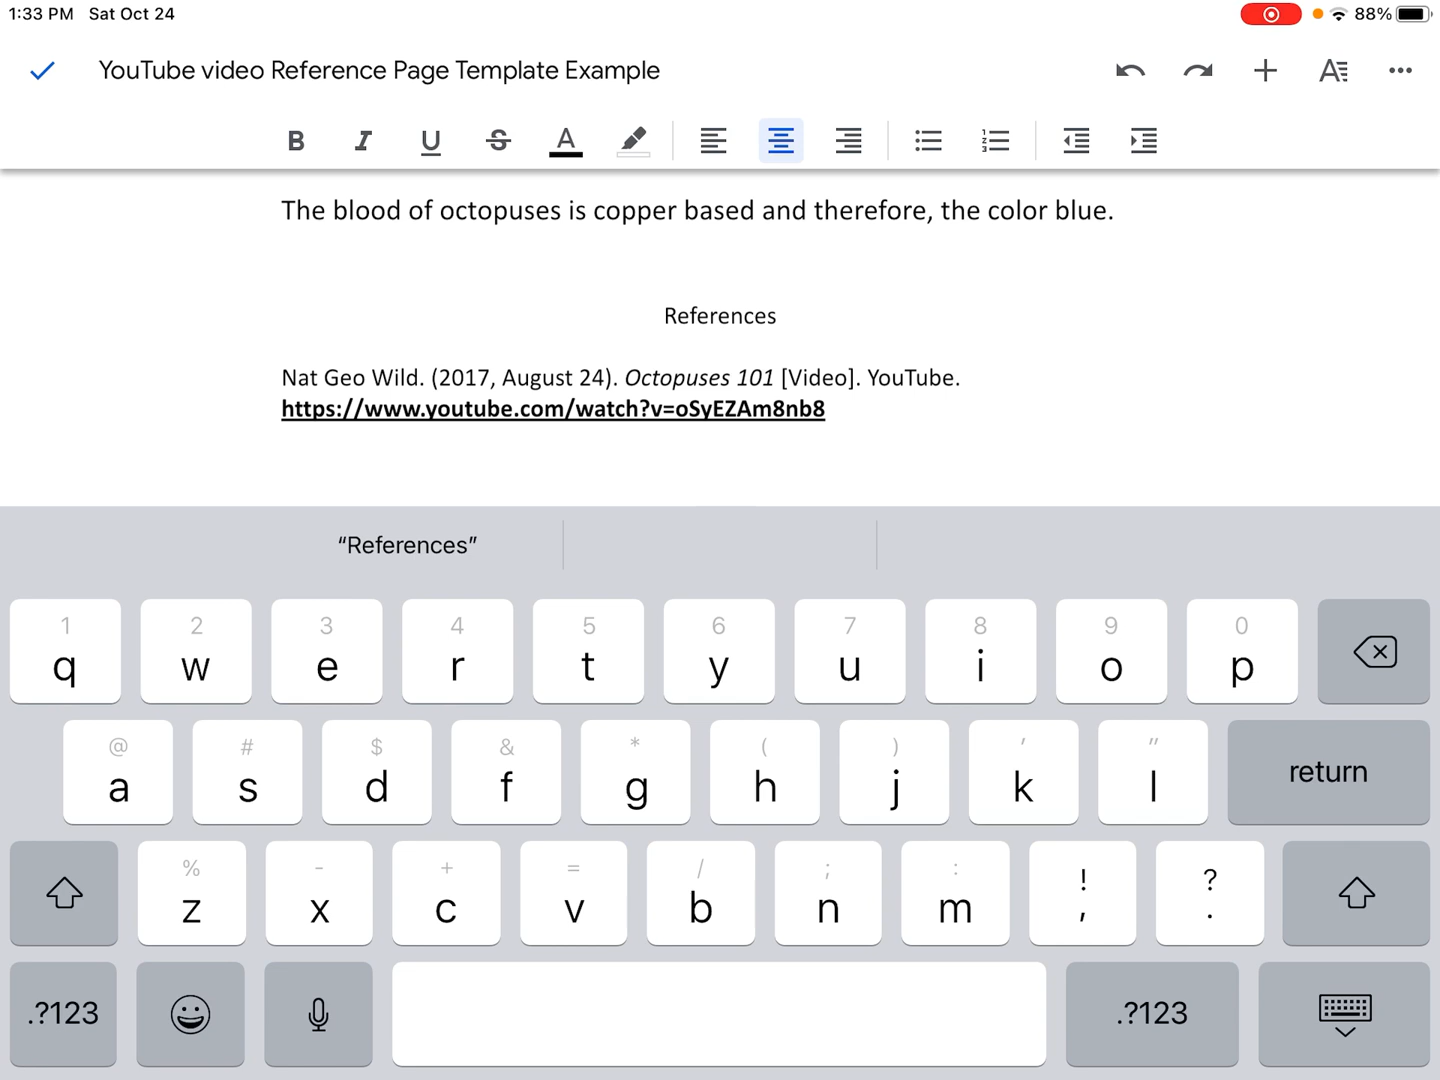 1:33 PM Sat Oct 24 88%
YouTube video Reference Page Template Example
B I U S A
The blood of octopuses is copper based and therefore, the color blue.
References
Nat Geo Wild. (2017, August 24). Octopuses 101 [Video]. YouTube.
https://www.youtube.com/watch?v=oSyEZAm8nb8
“References”
1 2 3 4 5 6 7 8 9 0
q w e r t y u i o p
@ # $ & * ( ) ' "
a s d f g h j k l return
% - + = / ; : ! ?
z x c v b n m , .
.?123 .?123